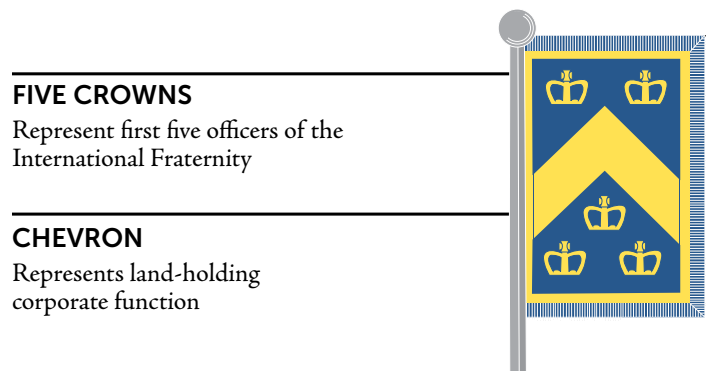 FIVE CROWNS
Represent first five officers of the
International Fraternity
CHEVRON
Represents land-holding
corporate function